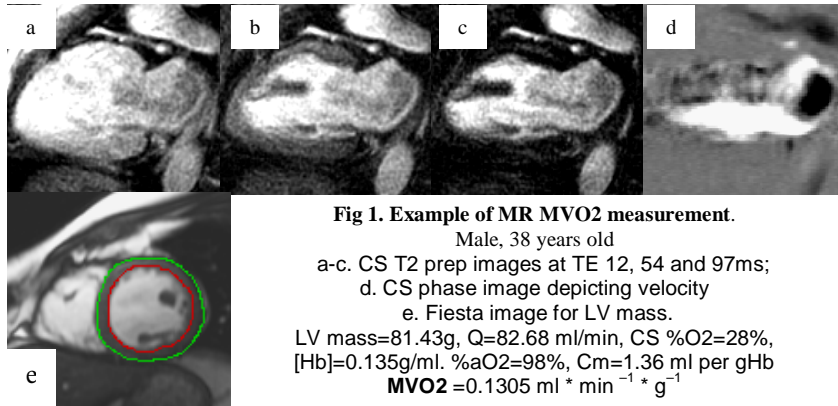 a
b
c
d
e
Fig 1. Example of MR MVO2 measurement.
Male, 38 years old
a-c. CS T2 prep images at TE 12, 54 and 97ms;
d. CS phase image depicting velocity
e. Fiesta image for LV mass.
LV mass=81.43g, Q=82.68 ml/min, CS %O2=28%,
[Hb]=0.135g/ml. %aO2=98%, Cm=1.36 ml per gHb
MVO2 =0.1305 ml * min ⁻¹ * g⁻¹